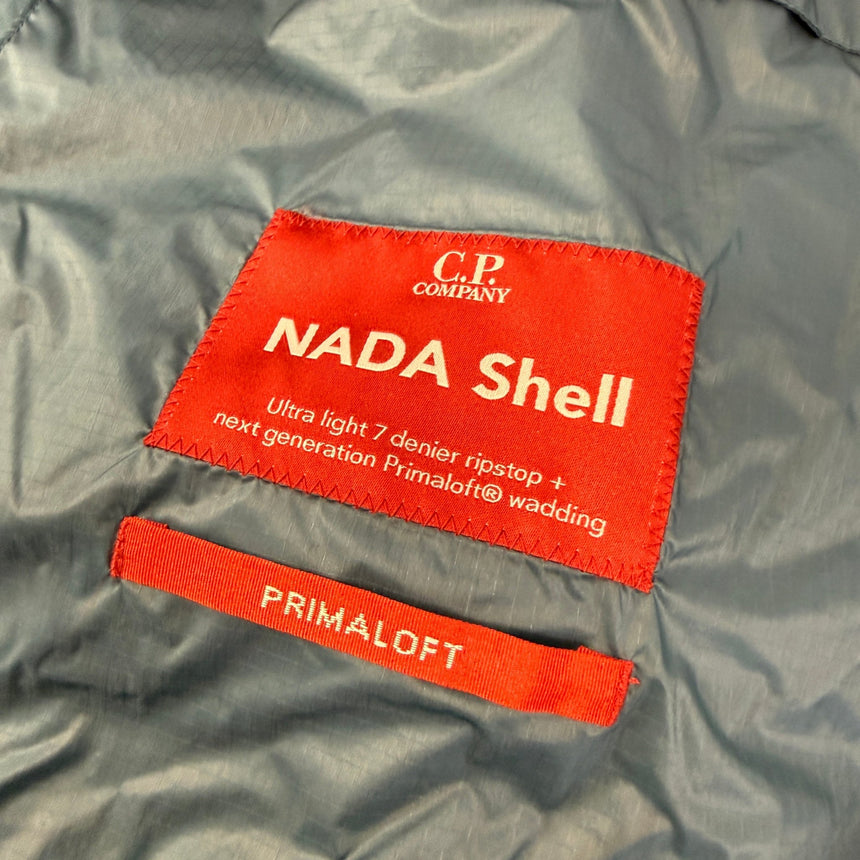 C.P.
COMPANY
NADA Shell
Ultra light 7 denier ripstop +
next generation Primaloft® wadding
PRIMALOFT